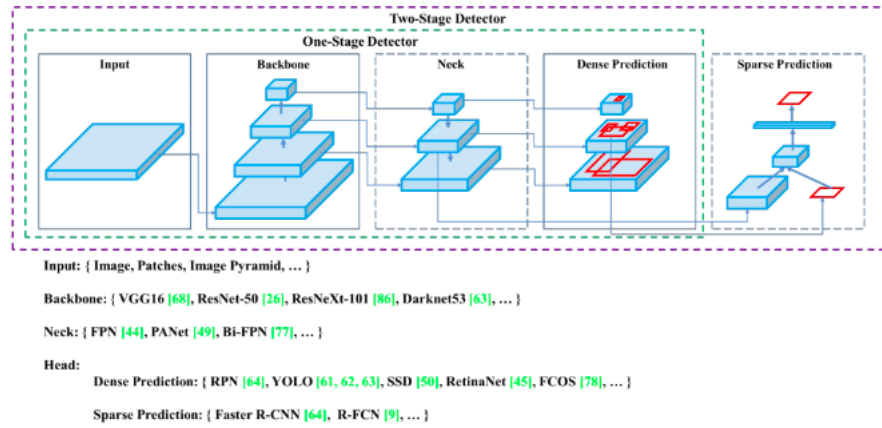 Two-Stage Detector
One-Stage Detector
Input
Backbone
Neck
Dense Prediction
Sparse Prediction
Input: { Image, Patches, Image Pyramid, … }
Backbone: { VGG16 [68], ResNet-50 [26], ResNeXt-101 [86], Darknet53 [63], … }
Neck: { FPN [44], PANet [49], Bi-FPN [77], … }
Head:
Dense Prediction: { RPN [64], YOLO [61, 62, 63], SSD [50], RetinaNet [45], FCOS [78], … }
Sparse Prediction: { Faster R-CNN [64], R-FCN [9], … }